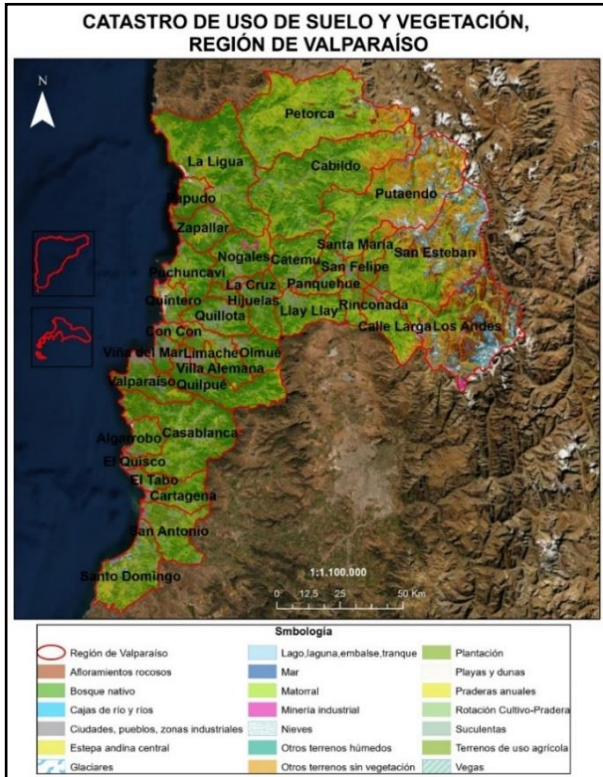 CATASTRO DE USO DE SUELO Y VEGETACIÓN,
REGIÓN DE VALPARAÍSO
N
Petorca
La Ligua
Cabildo
Papudo
Putaendo
Zapallar
Santa María
Nogales
Catemu
San Esteban
San Felipe
Puchuncaví
La Cruz
Panquehue
Quintero
Hijuelas
Rinconada
Quillota
Llay Llay
Calle Larga
Los Andes
Con Con
Viña del Mar
Limache
Olmué
Villa Alemana
Valparaíso
Quilpué
Casablanca
Algarrobo
El Quisco
El Tabo
Cartagena
San Antonio
Santo Domingo
1:1.100.000
0 12,5 25 50 Km
Smbología
Región de Valparaíso
Afloramientos rocosos
Bosque nativo
Cajas de río y ríos
Ciudades, pueblos, zonas industriales
Estepa andina central
Glaciares
Lago,laguna,embalse,tranque
Mar
Matorral
Minería industrial
Nieves
Otros terrenos húmedos
Otros terrenos sin vegetación
Plantación
Playas y dunas
Praderas anuales
Rotación Cultivo-Pradera
Suculentas
Terrenos de uso agrícola
Vegas